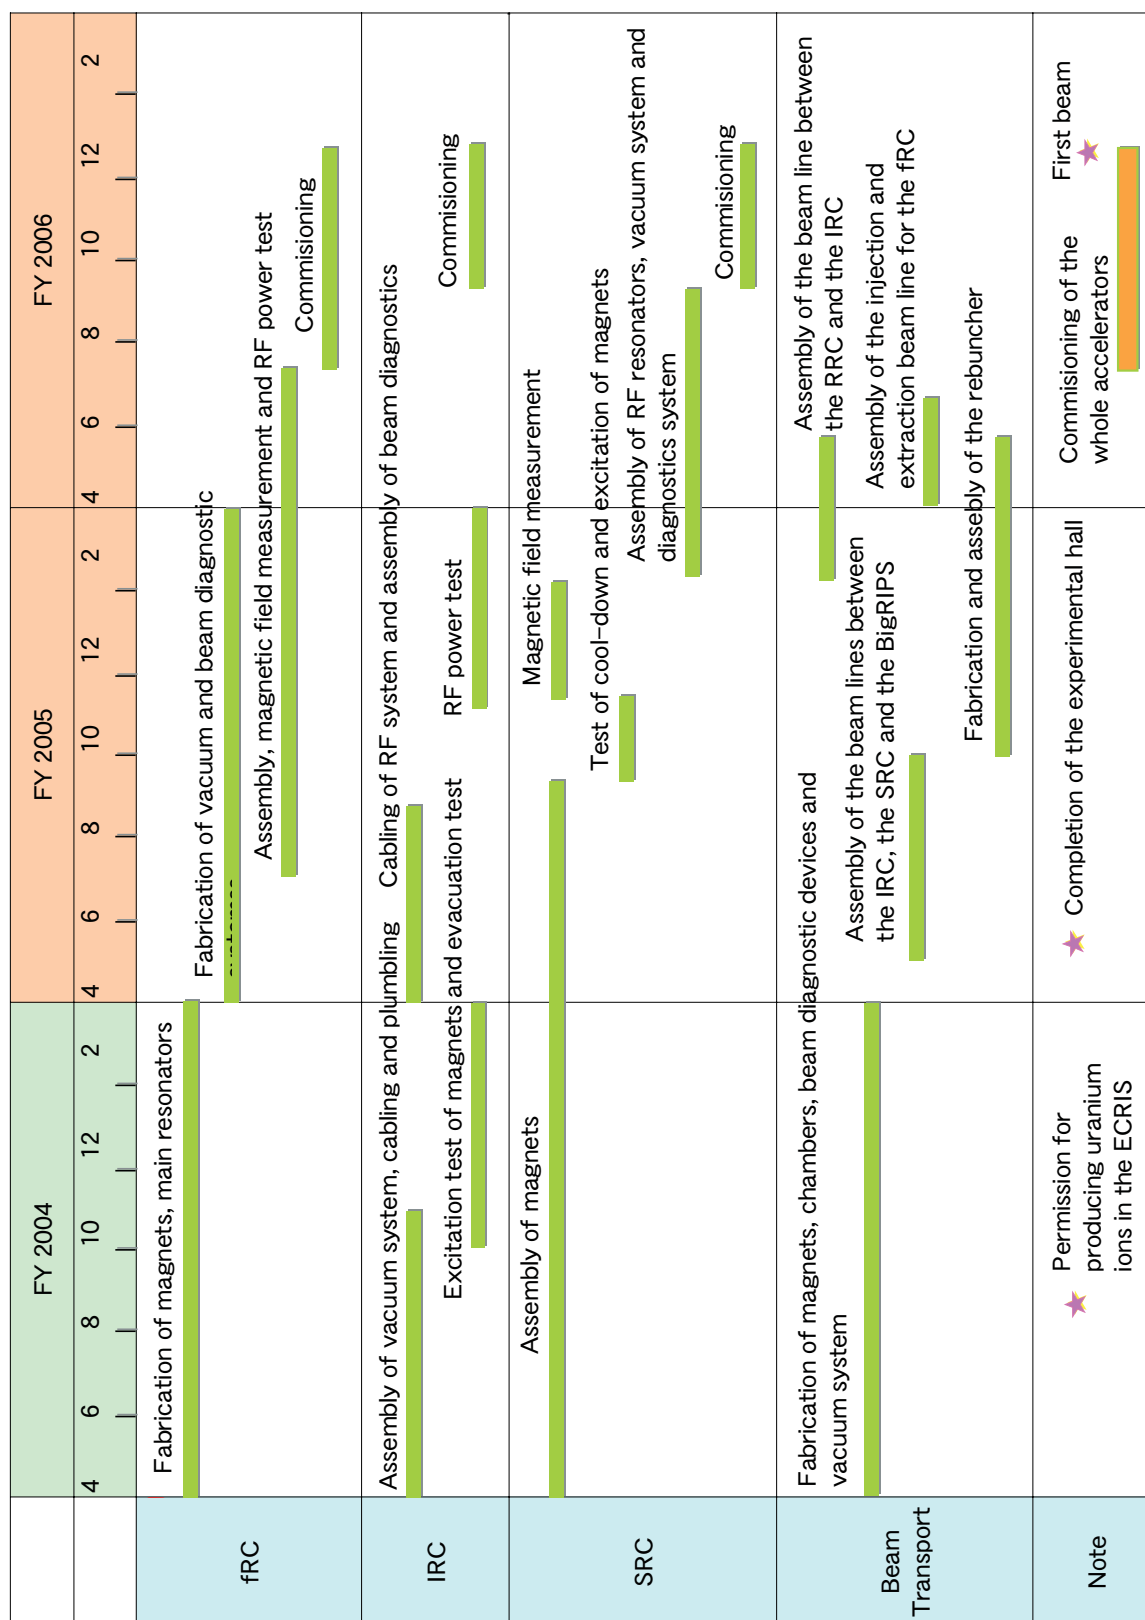 FY 2004
FY 2005
FY 2006
4
6
8
10
12
2
4
6
8
10
12
2
4
6
8
10
12
2
fRC
Fabrication of magnets, main resonators
Fabrication of vacuum and beam diagnostic
Assembly, magnetic field measurement and RF power test
Commisioning
IRC
Assembly of vacuum system, cabling and plumbling
Cabling of RF system and assembly of beam diagnostics
Excitation test of magnets and evacuation test
RF power test
Commisioning
SRC
Assembly of magnets
Magnetic field measurement
Test of cool-down and excitation of magnets
Assembly of RF resonators, vacuum system and
diagnostics system
Commisioning
Beam
Transport
Fabrication of magnets, chambers, beam diagnostic devices and
vacuum system
Assembly of the beam lines between
the IRC, the SRC and the BigRIPS
Assembly of the beam line between
the RRC and the IRC
Assembly of the injection and
extraction beam line for the fRC
Fabrication and assebly of the rebuncher
Note
Permission for
producing uranium
ions in the ECRIS
Completion of the experimental hall
Commisioning of the
whole accelerators
First beam